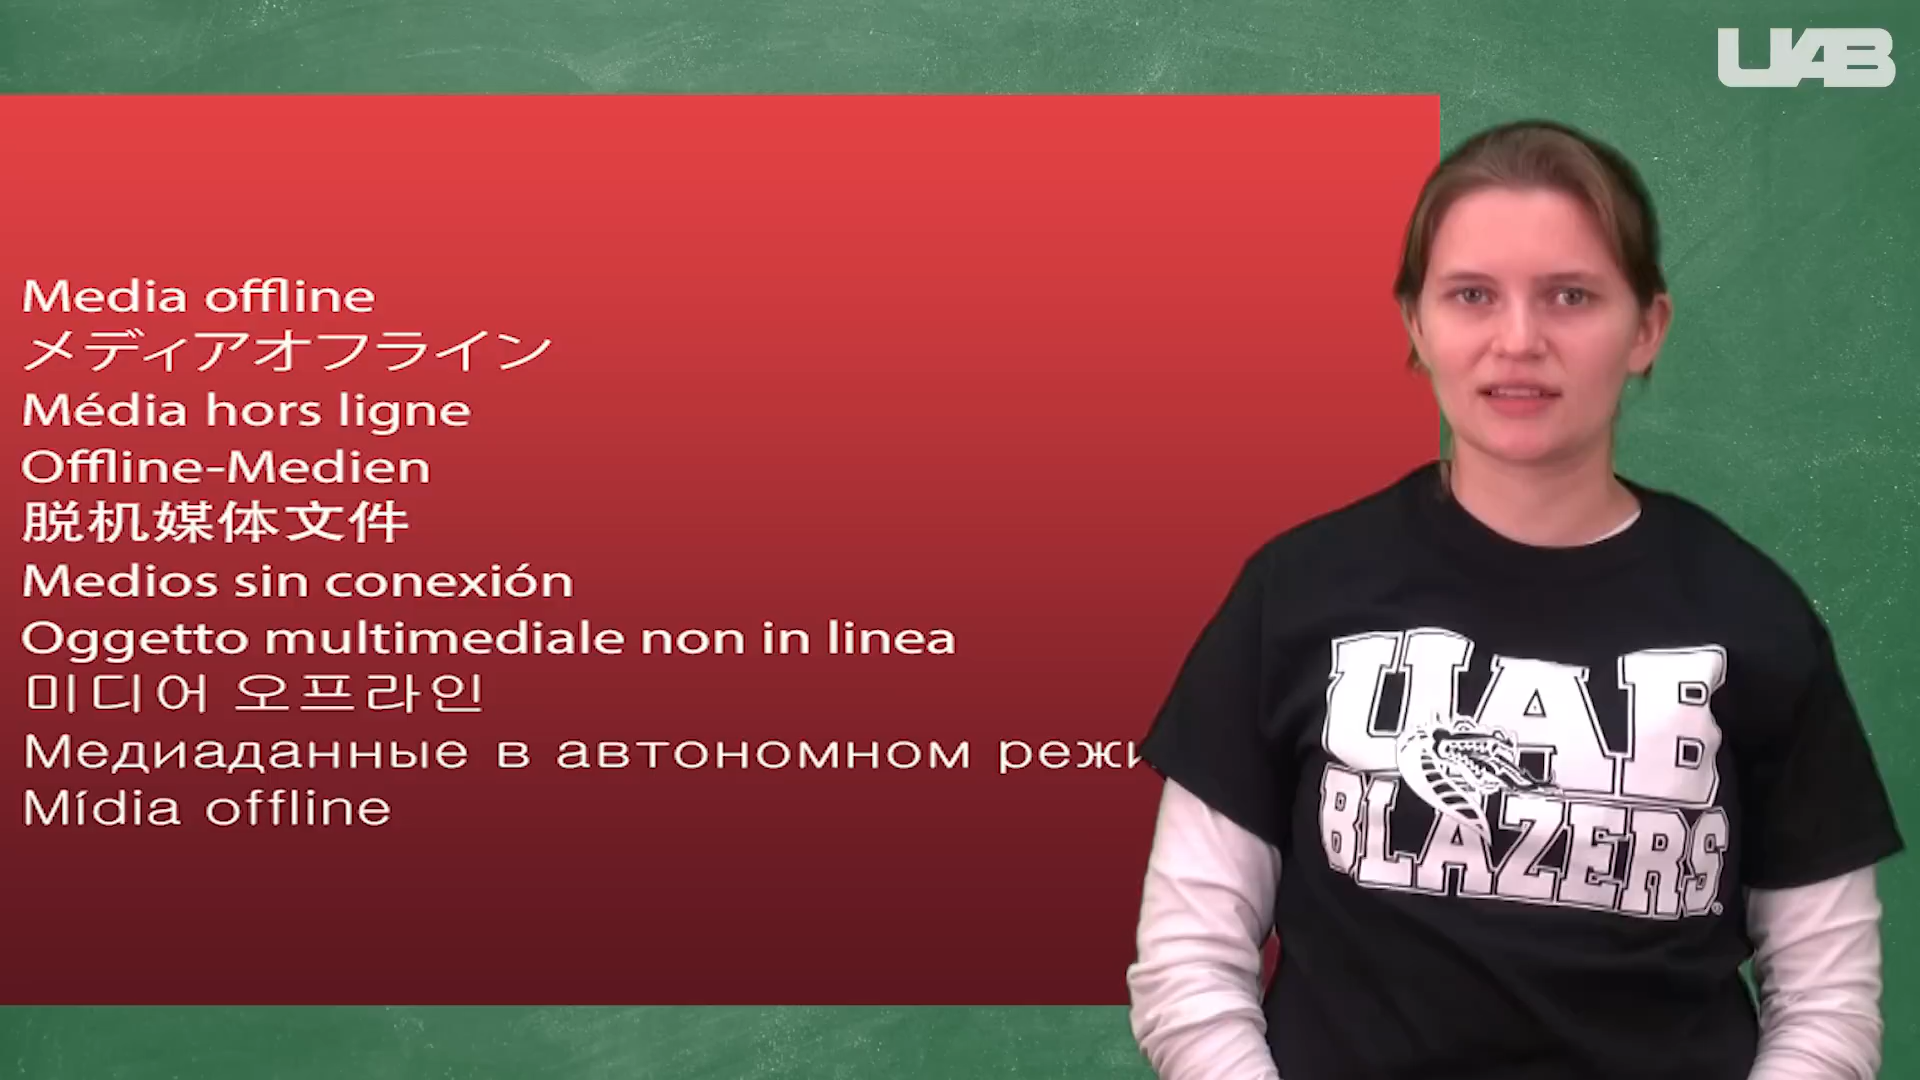 UAB
Media offline
メディアオフライン
Média hors ligne
Offline-Medien
脱机媒体文件
Medios sin conexión
Oggetto multimediale non in linea
미디어 오프라인
Медиаданные в автономном
Mídia offline
UAB
BLAZERS